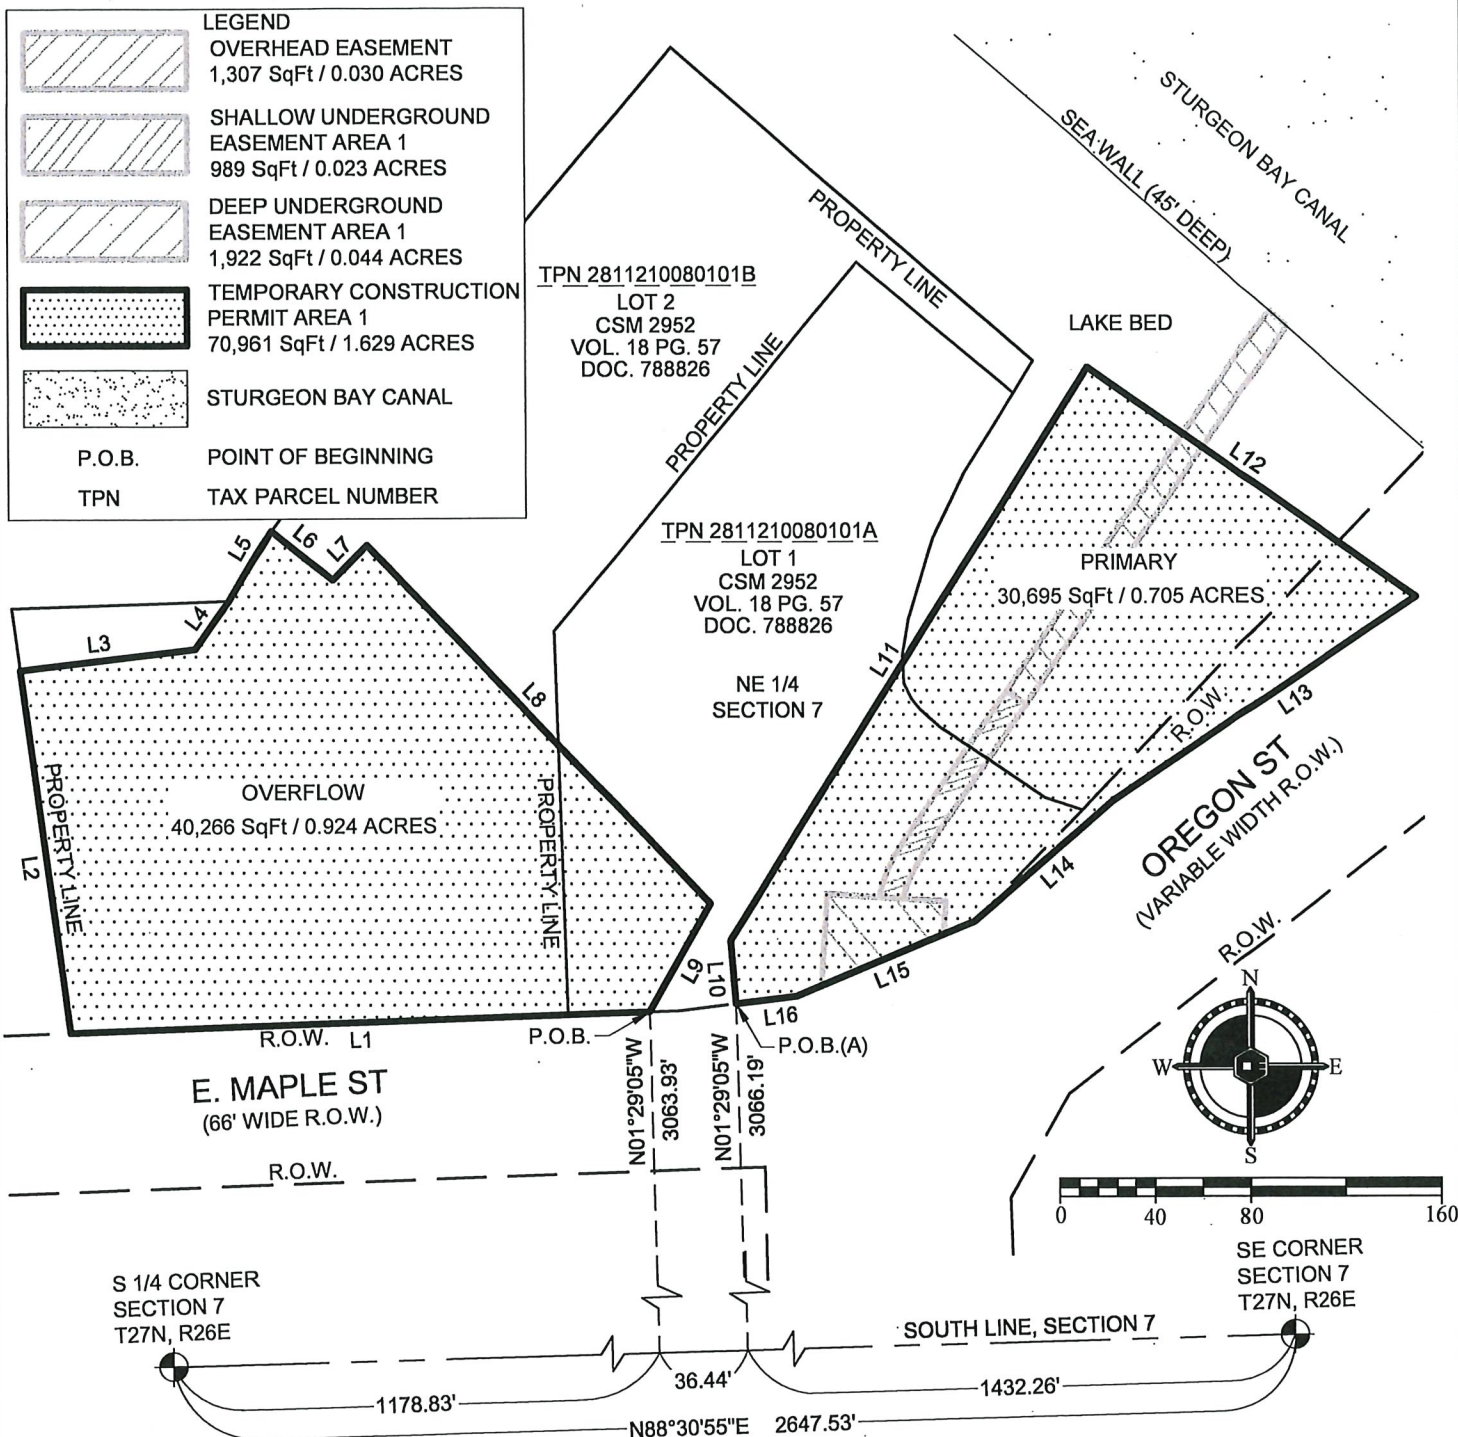 LEGEND
OVERHEAD EASEMENT
1,307 SqFt / 0.030 ACRES
SHALLOW UNDERGROUND
EASEMENT AREA 1
989 SqFt / 0.023 ACRES
DEEP UNDERGROUND
EASEMENT AREA 1
1,922 SqFt / 0.044 ACRES
TEMPORARY CONSTRUCTION
PERMIT AREA 1
70,961 SqFt / 1.629 ACRES
STURGEON BAY CANAL
P.O.B. POINT OF BEGINNING
TPN TAX PARCEL NUMBER
STURGEON BAY CANAL
SEA WALL (45' DEEP)
PROPERTY LINE
PROPERTY LINE
LAKE BED
TPN 2811210080101B
LOT 2
CSM 2952
VOL. 18 PG. 57
DOC. 788826
TPN 2811210080101A
LOT 1
CSM 2952
VOL. 18 PG. 57
DOC. 788826
NE 1/4
SECTION 7
L12
PRIMARY
30,695 SqFt / 0.705 ACRES
L5
L6
L7
L4
L3
L8
L11
L13
R.O.W.
OREGON ST
(VARIABLE WIDTH R.O.W.)
R.O.W.
PROPERTY LINE
L2
OVERFLOW
40,266 SqFt / 0.924 ACRES
PROPERTY LINE
L14
L9
L10
L15
L16
R.O.W. L1
P.O.B.
P.O.B.(A)
E. MAPLE ST
(66' WIDE R.O.W.)
R.O.W.
N01°29'05"W
3063.93'
N01°29'05"W
3066.19'
N
W
E
S
0 40 80 160
S 1/4 CORNER
SECTION 7
T27N, R26E
SE CORNER
SECTION 7
T27N, R26E
SOUTH LINE, SECTION 7
1178.83'
36.44'
1432.26'
N88°30'55"E 2647.53'